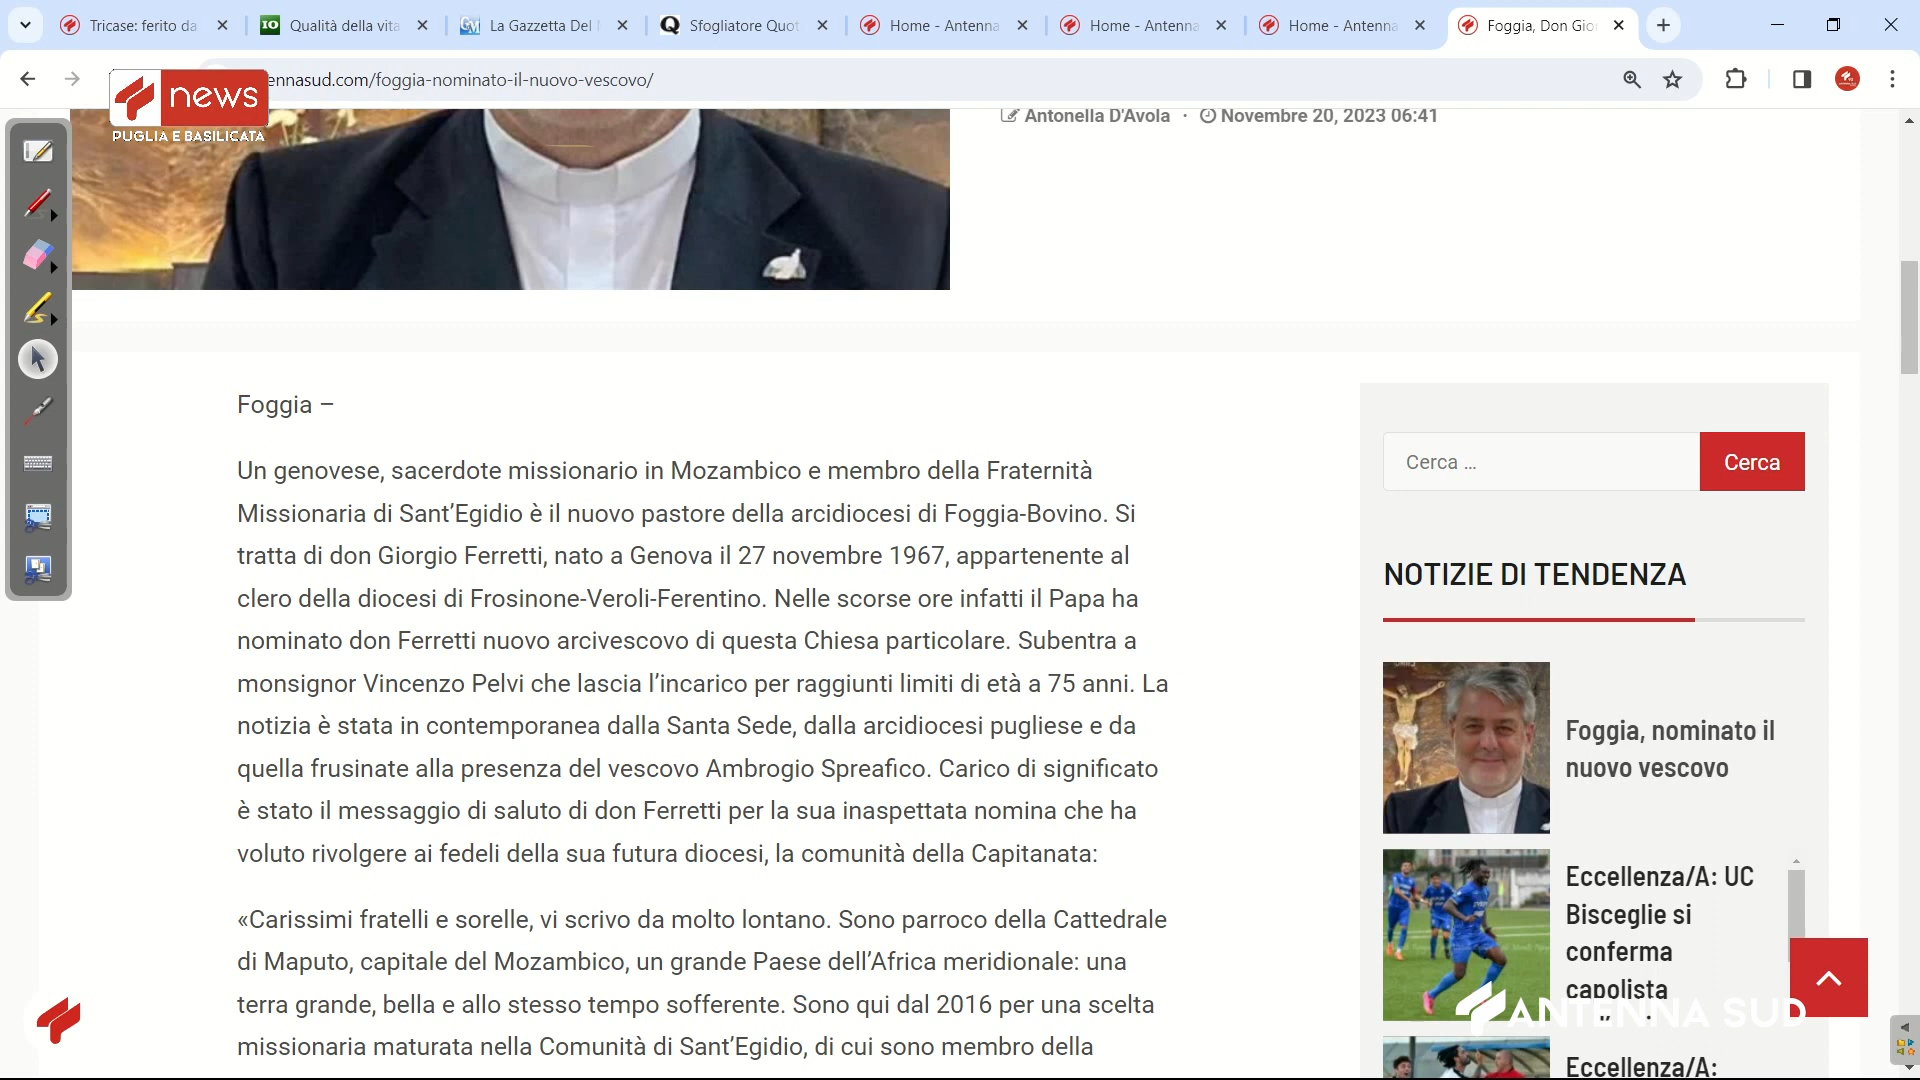 Tricase: ferito da
Qualità della vita
La Gazzetta Del
Sfogliatore Quot
Home - Antenna
Home - Antenna
Home - Antenna
Foggia, Don Gio
ennasud.com/foggia-nominato-il-nuovo-vescovo/
news
PUGLIA E BASILICATA
Antonella D'Avola · Novembre 20, 2023 06:41
Foggia –
Un genovese, sacerdote missionario in Mozambico e membro della Fraternità
Missionaria di Sant’Egidio è il nuovo pastore della arcidiocesi di Foggia-Bovino. Si
tratta di don Giorgio Ferretti, nato a Genova il 27 novembre 1967, appartenente al
clero della diocesi di Frosinone-Veroli-Ferentino. Nelle scorse ore infatti il Papa ha
nominato don Ferretti nuovo arcivescovo di questa Chiesa particolare. Subentra a
monsignor Vincenzo Pelvi che lascia l’incarico per raggiunti limiti di età a 75 anni. La
notizia è stata in contemporanea dalla Santa Sede, dalla arcidiocesi pugliese e da
quella frusinate alla presenza del vescovo Ambrogio Spreafico. Carico di significato
è stato il messaggio di saluto di don Ferretti per la sua inaspettata nomina che ha
voluto rivolgere ai fedeli della sua futura diocesi, la comunità della Capitanata:
«Carissimi fratelli e sorelle, vi scrivo da molto lontano. Sono parroco della Cattedrale
di Maputo, capitale del Mozambico, un grande Paese dell’Africa meridionale: una
terra grande, bella e allo stesso tempo sofferente. Sono qui dal 2016 per una scelta
missionaria maturata nella Comunità di Sant’Egidio, di cui sono membro della
Cerca …
Cerca
NOTIZIE DI TENDENZA
Foggia, nominato il
nuovo vescovo
Eccellenza/A: UC
Bisceglie si
conferma
capolista
ANTENNA SUD
Eccellenza/A: